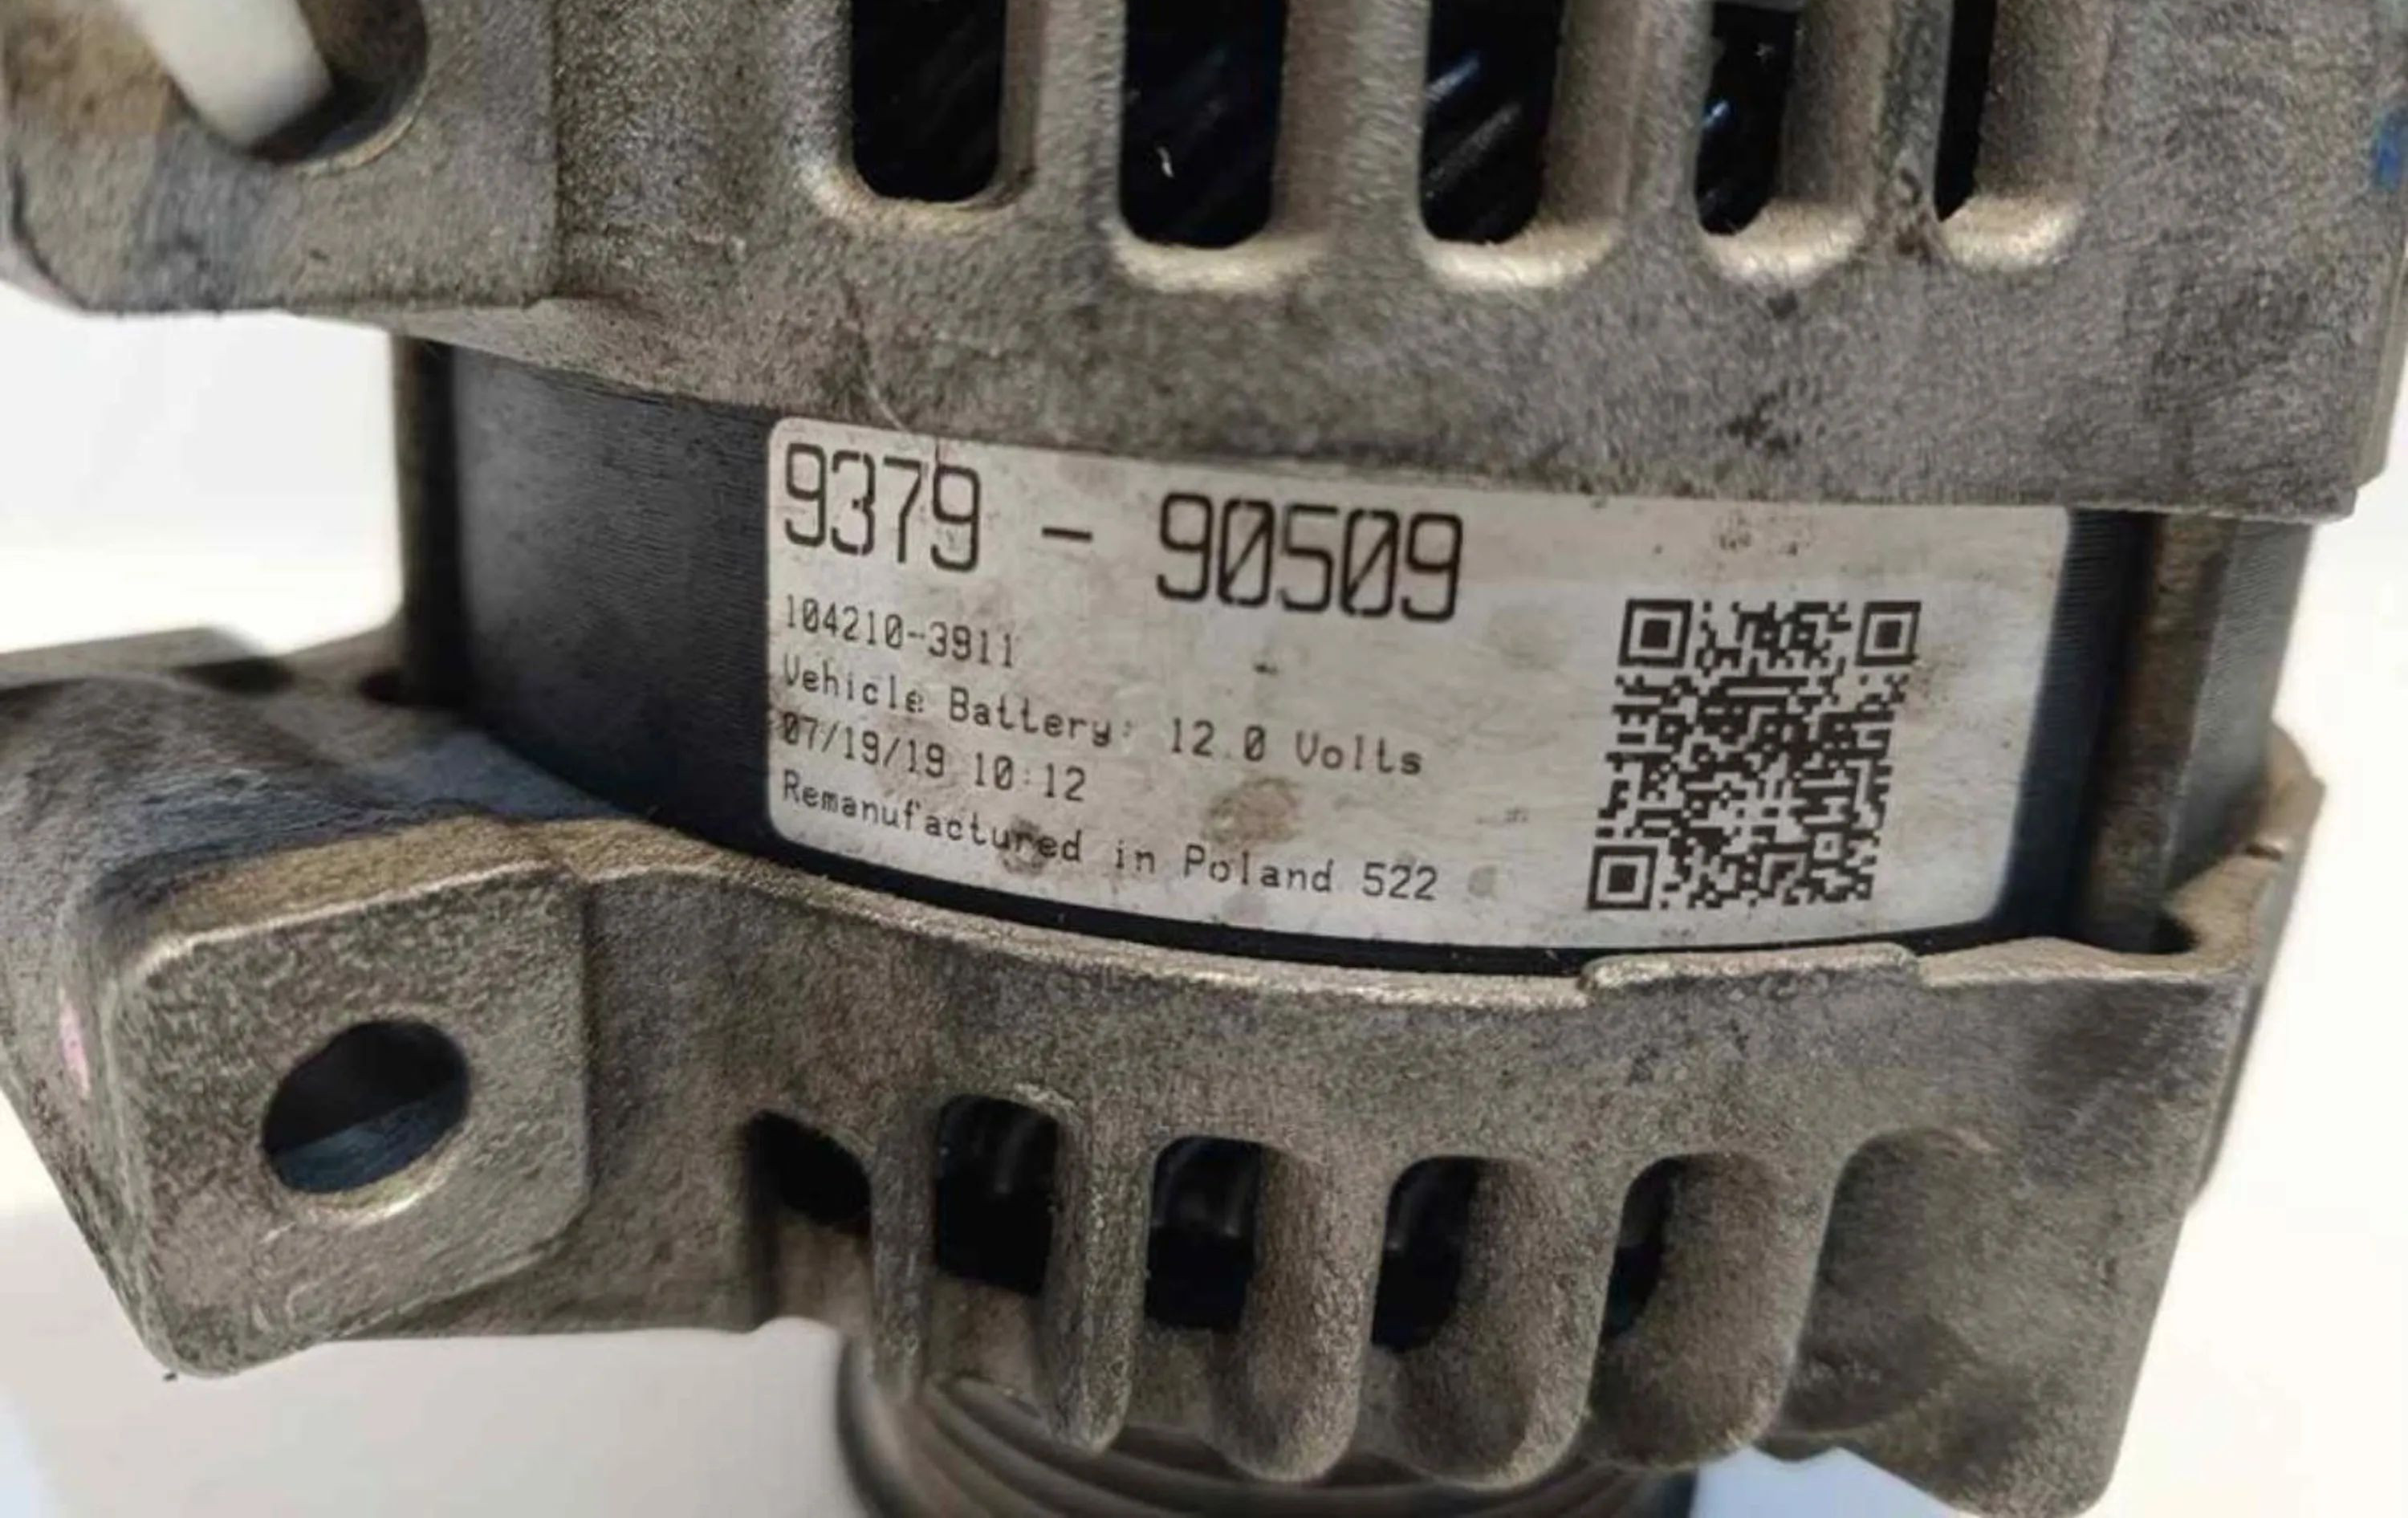 9379 - 90509
104210-3911
Vehicle Battery: 12.0 Volts
07/19/19 10:12
Remanufactured in Poland 522